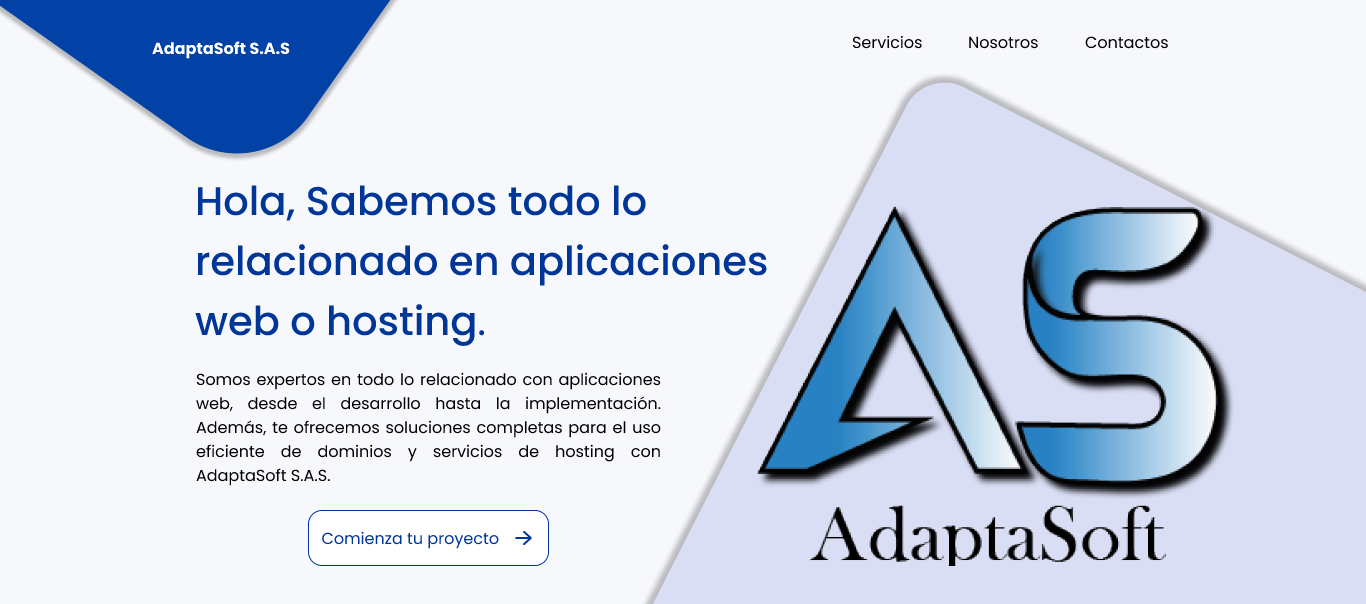 AdaptaSoft S.A.S
Servicios Nosotros Contactos
Hola, Sabemos todo lo
relacionado en aplicaciones
web o hosting.
Somos expertos en todo lo relacionado con aplicaciones
web, desde el desarrollo hasta la implementación.
Además, te ofrecemos soluciones completas para el uso
eficiente de dominios y servicios de hosting con
AdaptaSoft S.A.S.
Comienza tu proyecto
AS
AdaptaSoft